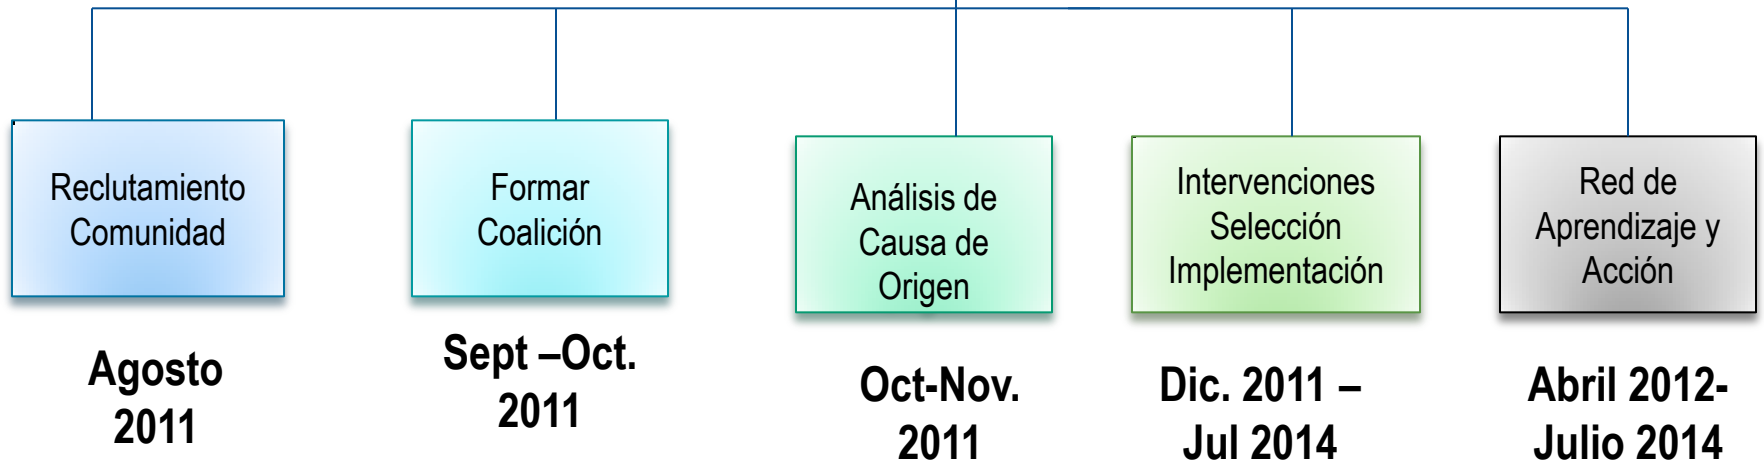 Reclutamiento
Comunidad
Agosto
2011
Formar
Coalición
Sept –Oct.
2011
Análisis de
Causa de
Origen
Oct-Nov.
2011
Intervenciones
Selección
Implementación
Dic. 2011 –
Jul 2014
Red de
Aprendizaje y
Acción
Abril 2012-
Julio 2014